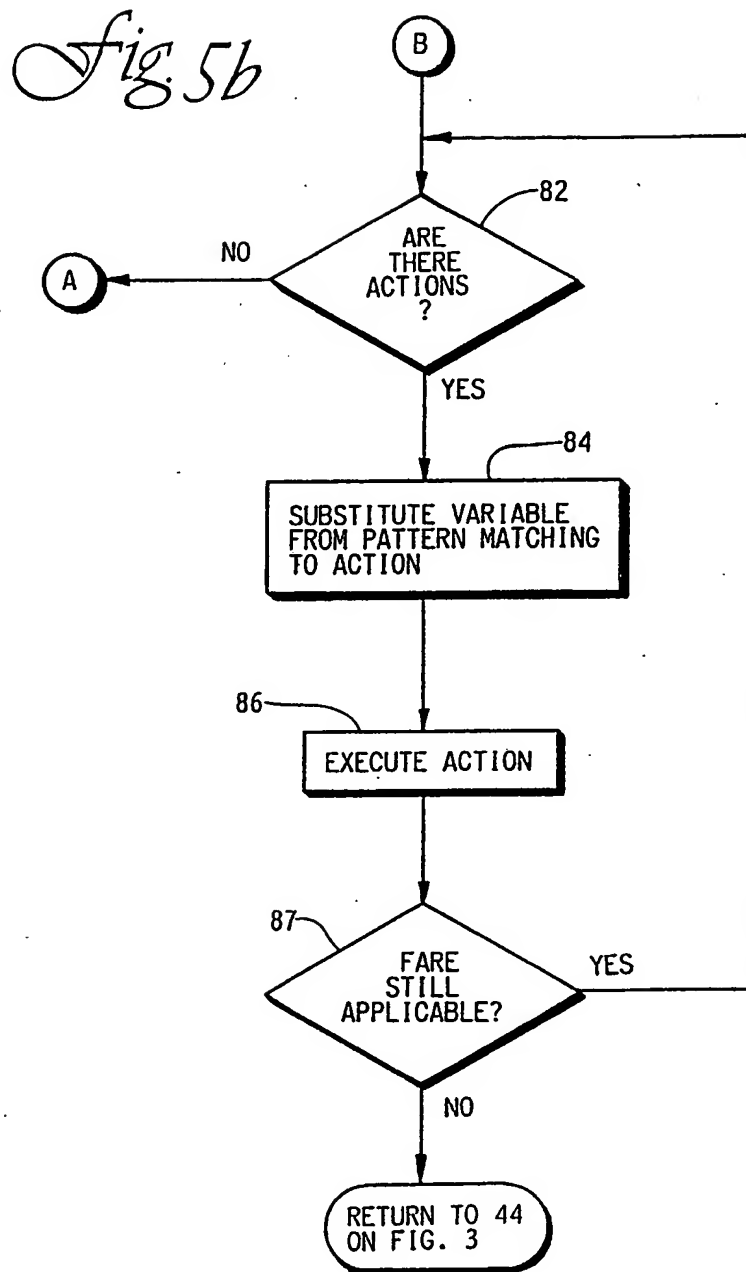 Fig. 5b
B
82
ARE
THERE
ACTIONS
?
NO
A
YES
84
SUBSTITUTE VARIABLE
FROM PATTERN MATCHING
TO ACTION
86
EXECUTE ACTION
87
FARE
STILL
APPLICABLE?
YES
NO
RETURN TO 44
ON FIG. 3